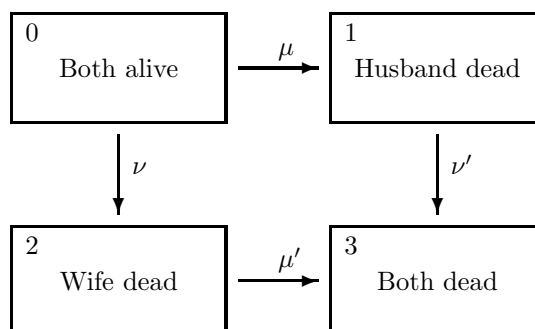 0
Both alive
μ
1
Husband dead
ν
ν′
2
Wife dead
μ′
3
Both dead